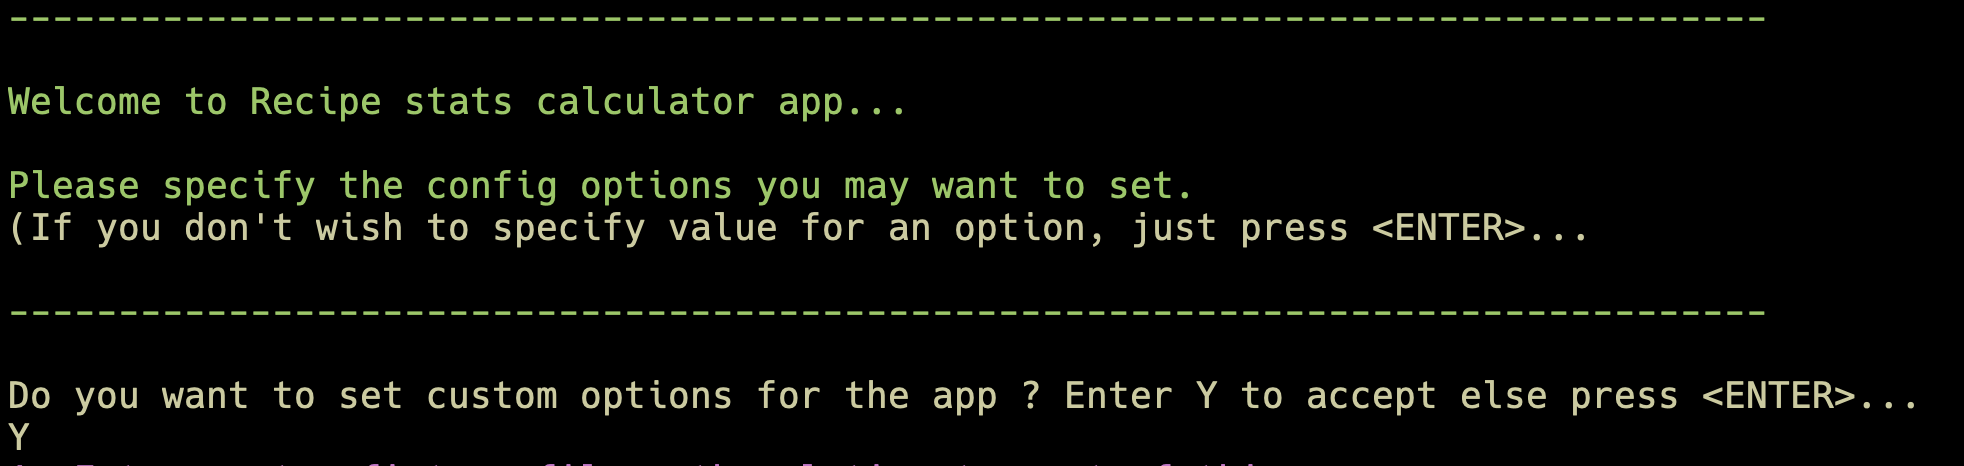 --------------------------------------------------------------------------------
Welcome to Recipe stats calculator app...
Please specify the config options you may want to set.
(If you don't wish to specify value for an option, just press <ENTER>...
--------------------------------------------------------------------------------
Do you want to set custom options for the app ? Enter Y to accept else press <ENTER>...
Y